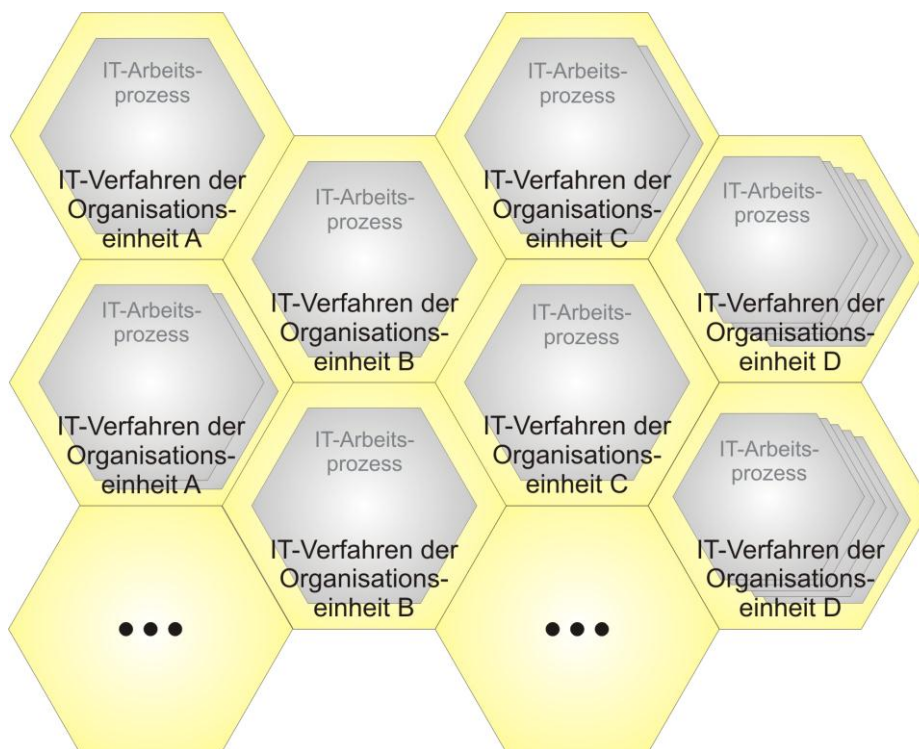 IT-Arbeits-
prozess
IT-Verfahren der
Organisations-
einheit A
IT-Arbeits-
prozess
IT-Verfahren der
Organisations-
einheit C
IT-Arbeits-
prozess
IT-Verfahren der
Organisations-
einheit B
IT-Arbeits-
prozess
IT-Verfahren der
Organisations-
einheit D
IT-Arbeits-
prozess
IT-Verfahren der
Organisations-
einheit A
IT-Arbeits-
prozess
IT-Verfahren der
Organisations-
einheit C
IT-Arbeits-
prozess
IT-Verfahren der
Organisations-
einheit B
IT-Arbeits-
prozess
IT-Verfahren der
Organisations-
einheit D
•••
•••